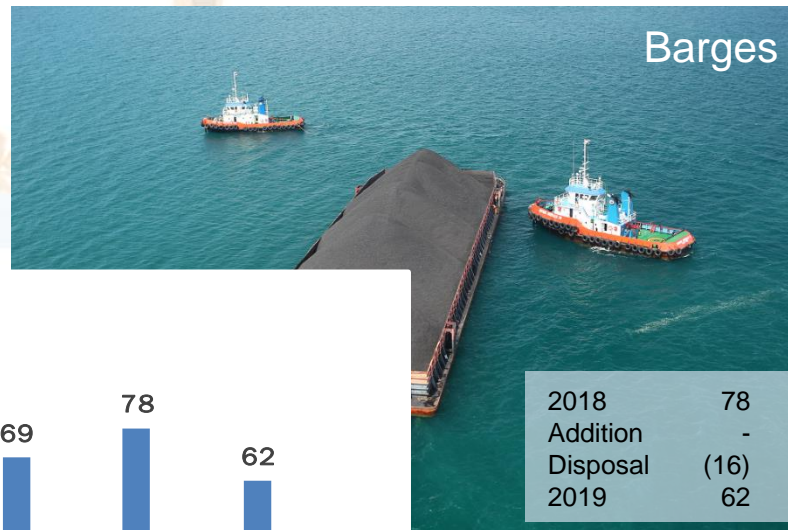 Barges
69
78
62
2018 78
Addition -
Disposal (16)
2019 62